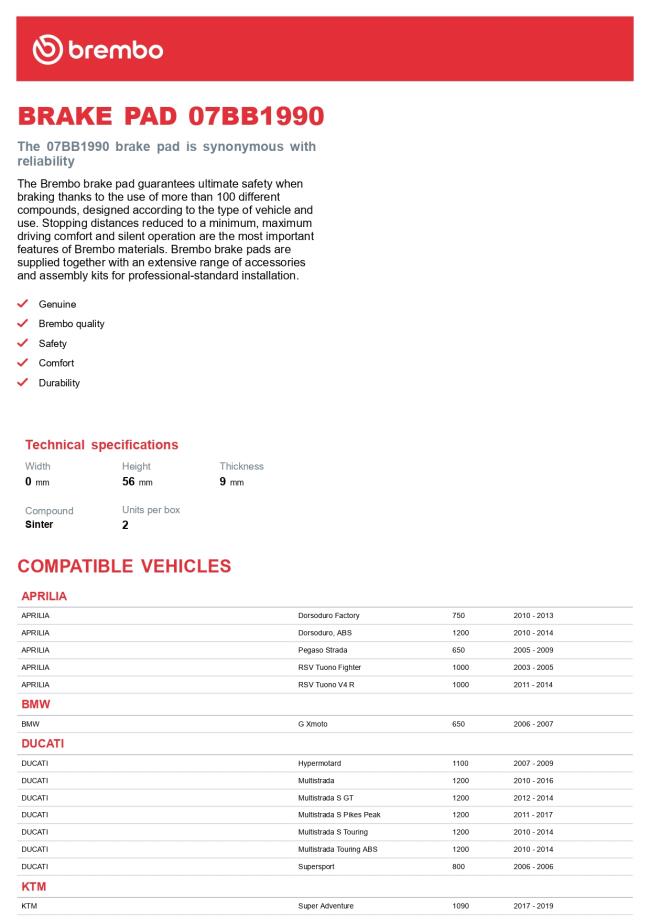 brembo
BRAKE PAD 07BB1990
The 07BB1990 brake pad is synonymous with
reliability
The Brembo brake pad guarantees ultimate safety when
braking thanks to the use of more than 100 different
compounds, designed according to the type of vehicle and
use. Stopping distances reduced to a minimum, maximum
driving comfort and silent operation are the most important
features of Brembo materials. Brembo brake pads are
supplied together with an extensive range of accessories
and assembly kits for professional-standard installation.
Genuine
Brembo quality
Safety
Comfort
Durability
Technical specifications
Width Height Thickness
0 mm 56 mm 9 mm
Compound Units per box
Sinter 2
COMPATIBLE VEHICLES
APRILIA
APRILIA Dorsoduro Factory 750 2010 - 2013
APRILIA Dorsoduro, ABS 1200 2010 - 2014
APRILIA Pegaso Strada 650 2005 - 2009
APRILIA RSV Tuono Fighter 1000 2003 - 2005
APRILIA RSV Tuono V4 R 1000 2011 - 2014
BMW
BMW G Xmoto 650 2006 - 2007
DUCATI
DUCATI Hypermotard 1100 2007 - 2009
DUCATI Multistrada 1200 2010 - 2016
DUCATI Multistrada S GT 1200 2012 - 2014
DUCATI Multistrada S Pikes Peak 1200 2011 - 2017
DUCATI Multistrada S Touring 1200 2010 - 2014
DUCATI Multistrada Touring ABS 1200 2010 - 2014
DUCATI Supersport 800 2006 - 2006
KTM
KTM Super Adventure 1090 2017 - 2019